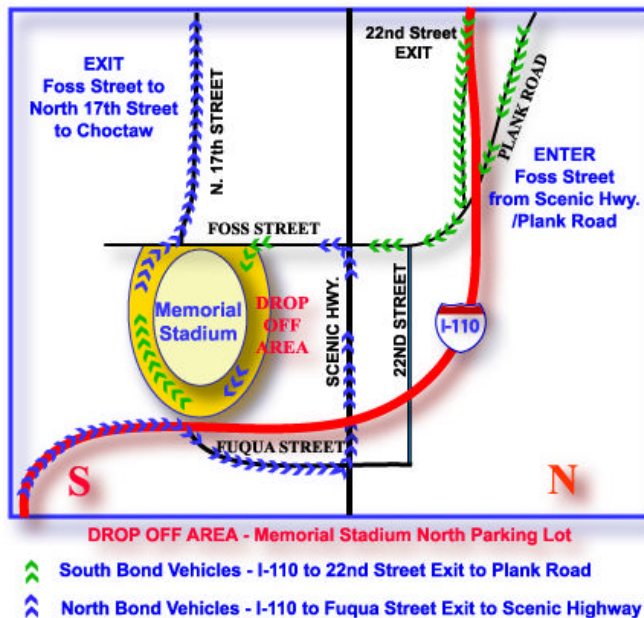 22nd Street
EXIT
EXIT
Foss Street to
North 17th Street
to Choctaw
N. 17th STREET
PLANK ROAD
ENTER
Foss Street
from Scenic Hwy.
/Plank Road
FOSS STREET
Memorial
Stadium
DROP
OFF
AREA
SCENIC HWY.
22ND STREET
I-110
FUQUA STREET
S
N
DROP OFF AREA - Memorial Stadium North Parking Lot
South Bond Vehicles - I-110 to 22nd Street Exit to Plank Road
North Bond Vehicles - I-110 to Fuqua Street Exit to Scenic Highway